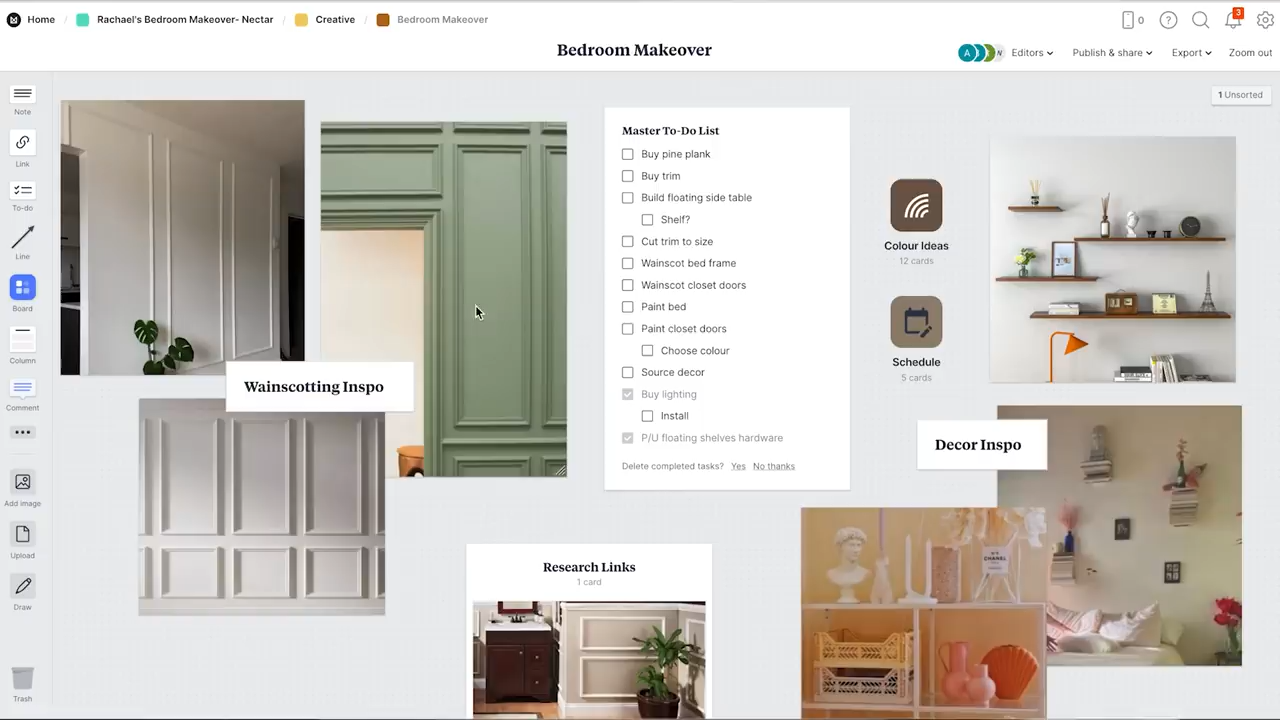 Home / Rachael's Bedroom Makeover- Nectar / Creative / Bedroom Makeover
0
?
3
Bedroom Makeover
A
N
Editors
Publish & share
Export
Zoom out
Note
Link
To-do
Line
Board
Column
Comment
Add image
Upload
Draw
Trash
1 Unsorted
Wainscotting Inspo
Master To-Do List
Buy pine plank
Buy trim
Build floating side table
Shelf?
Cut trim to size
Wainscot bed frame
Wainscot closet doors
Paint bed
Paint closet doors
Choose colour
Source decor
Buy lighting
Install
P/U floating shelves hardware
Delete completed tasks? Yes No thanks
Colour Ideas
12 cards
Schedule
5 cards
Decor Inspo
Research Links
1 card
CHANEL